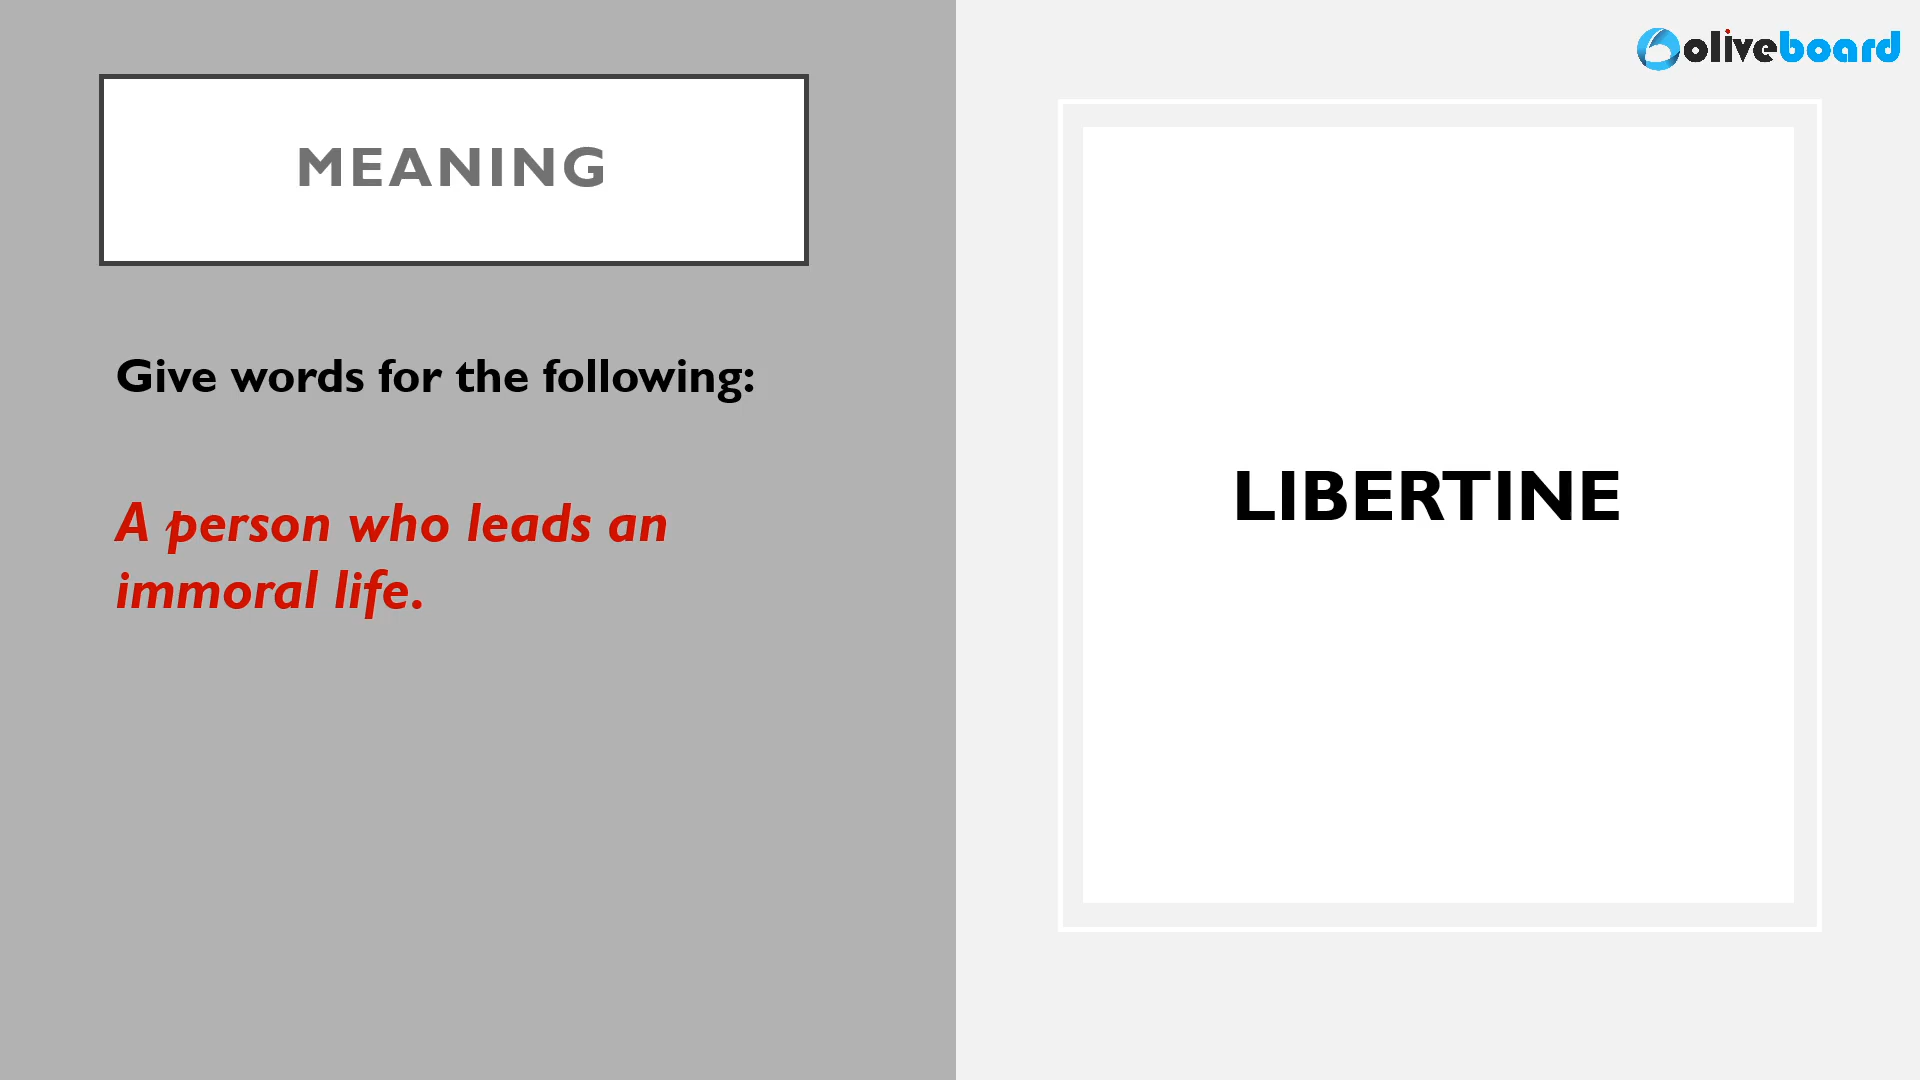 oliveboard
MEANING
Give words for the following:
A person who leads an
immoral life.
LIBERTINE